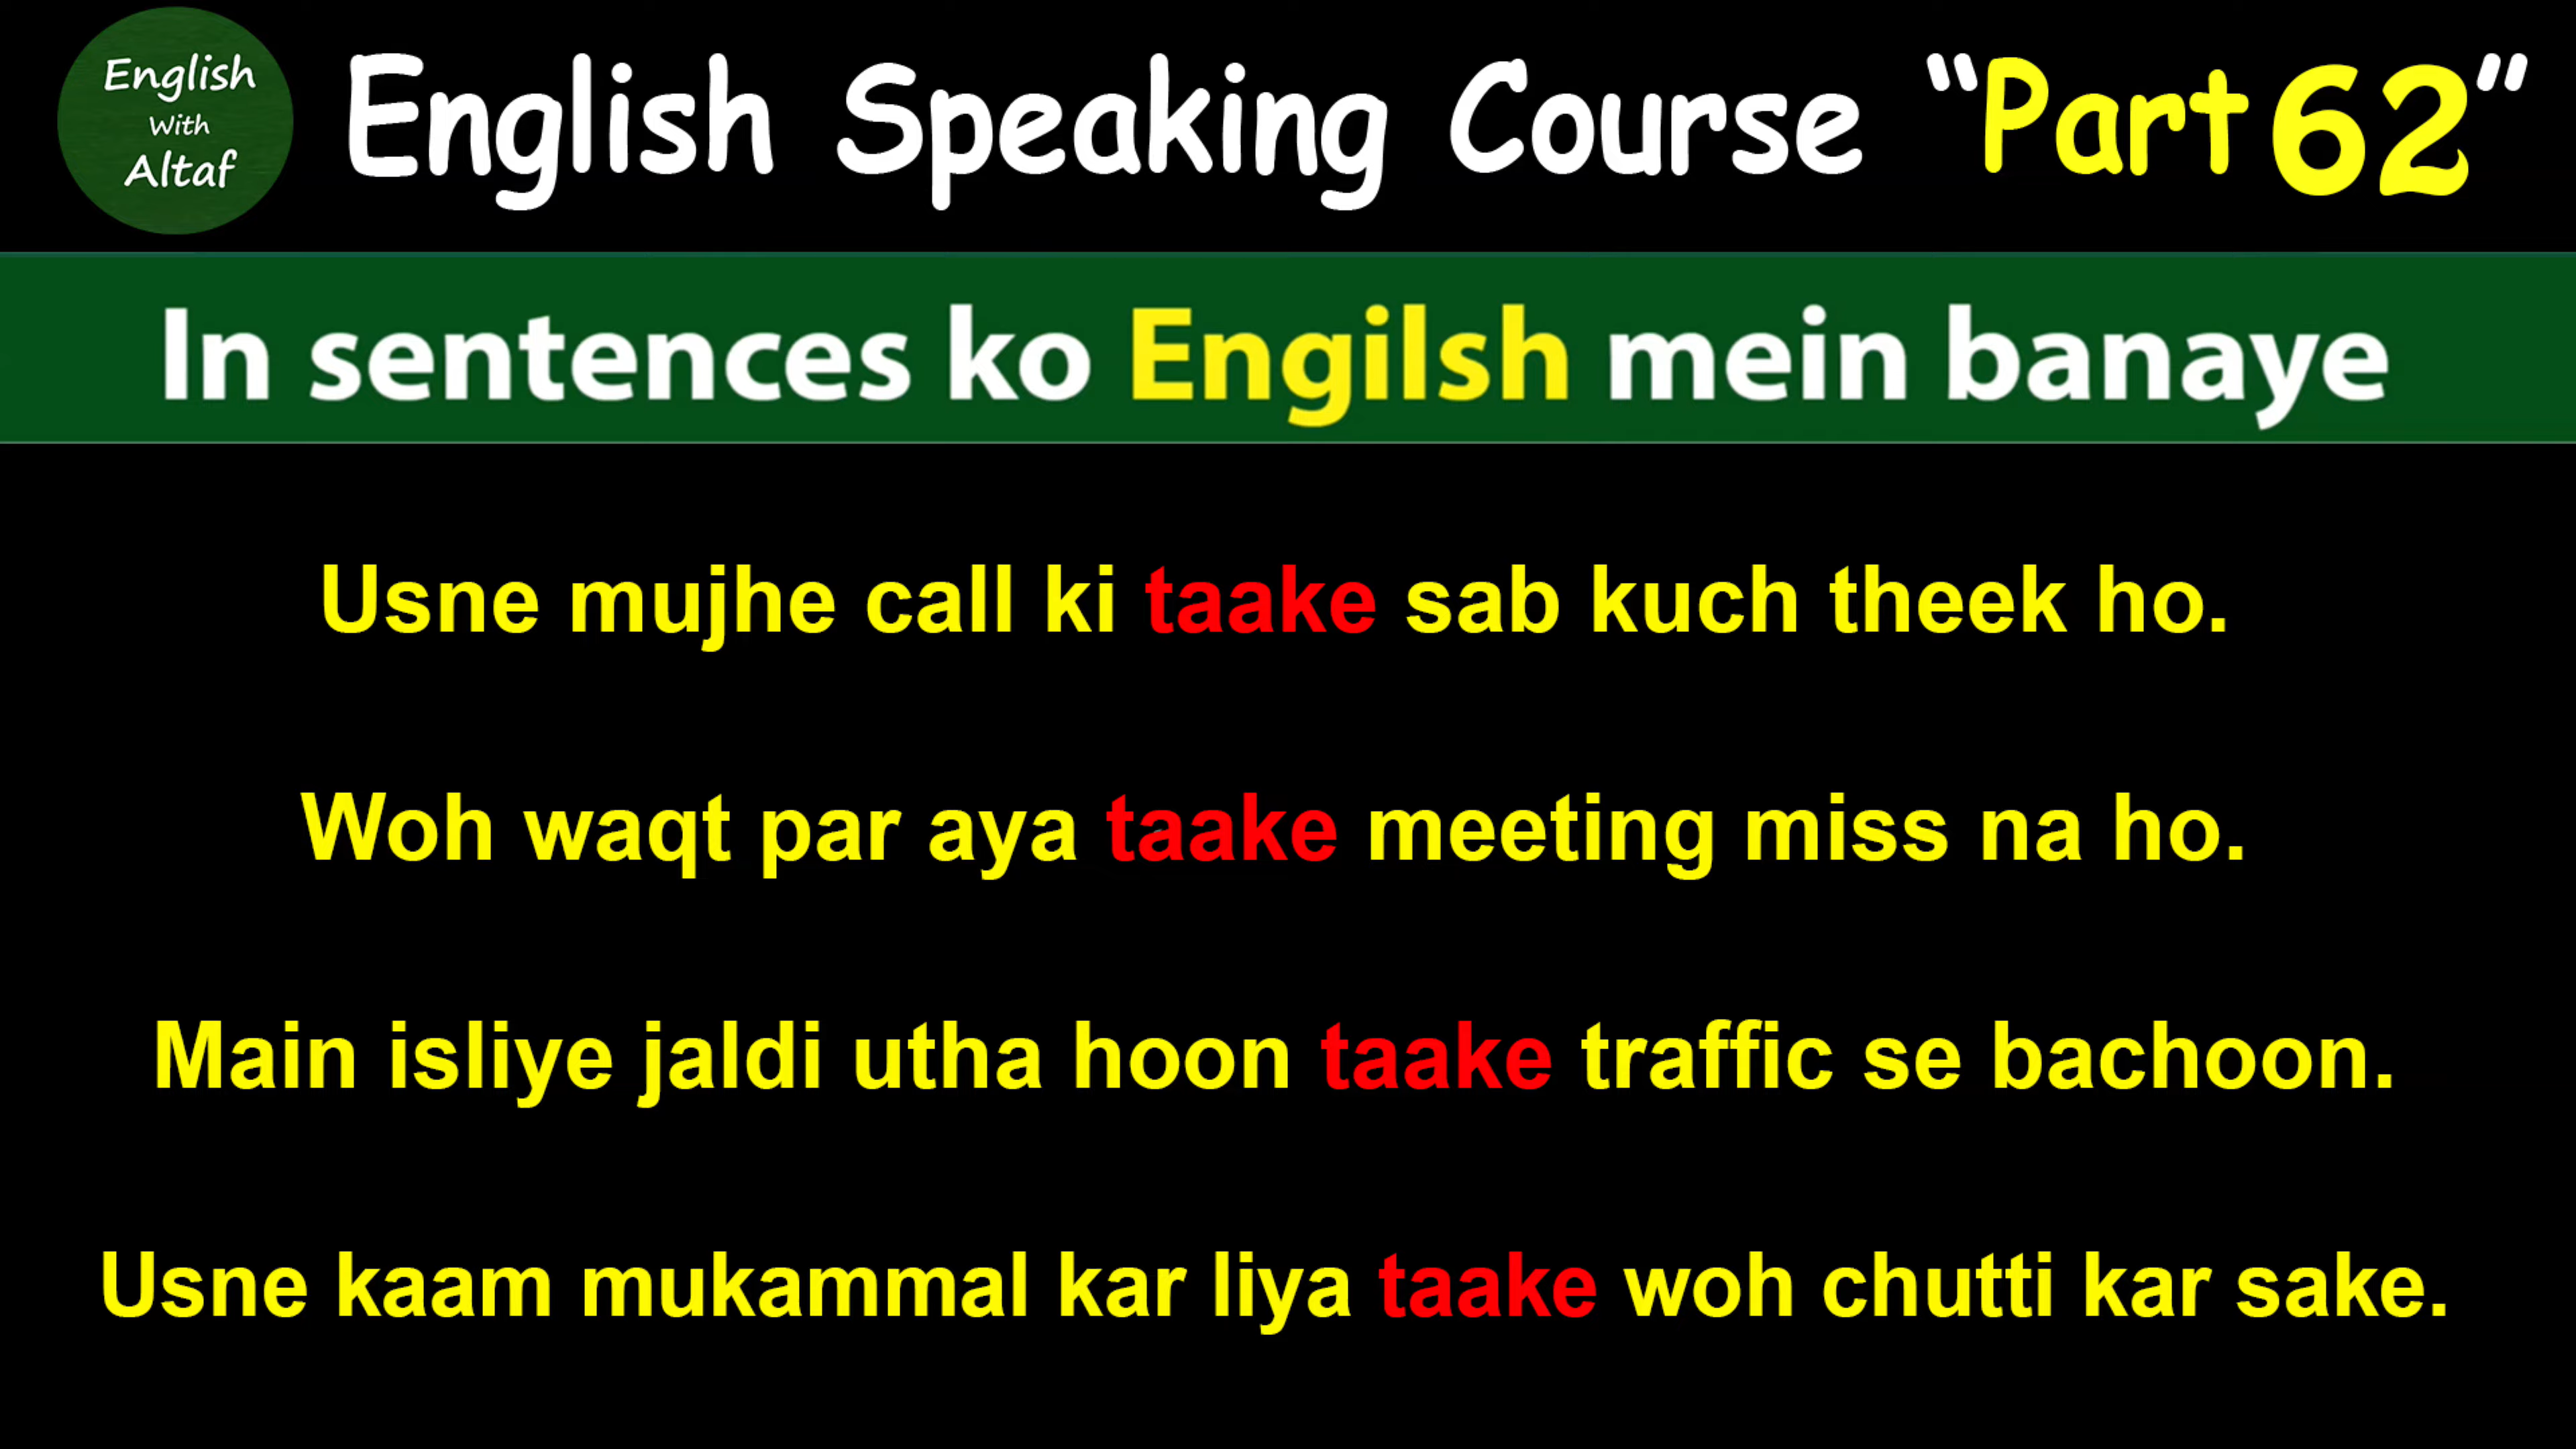 English
With
Altaf
English Speaking Course “Part 62”
In sentences ko Engilsh mein banaye
Usne mujhe call ki taake sab kuch theek ho.
Woh waqt par aya taake meeting miss na ho.
Main isliye jaldi utha hoon taake traffic se bachoon.
Usne kaam mukammal kar liya taake woh chutti kar sake.